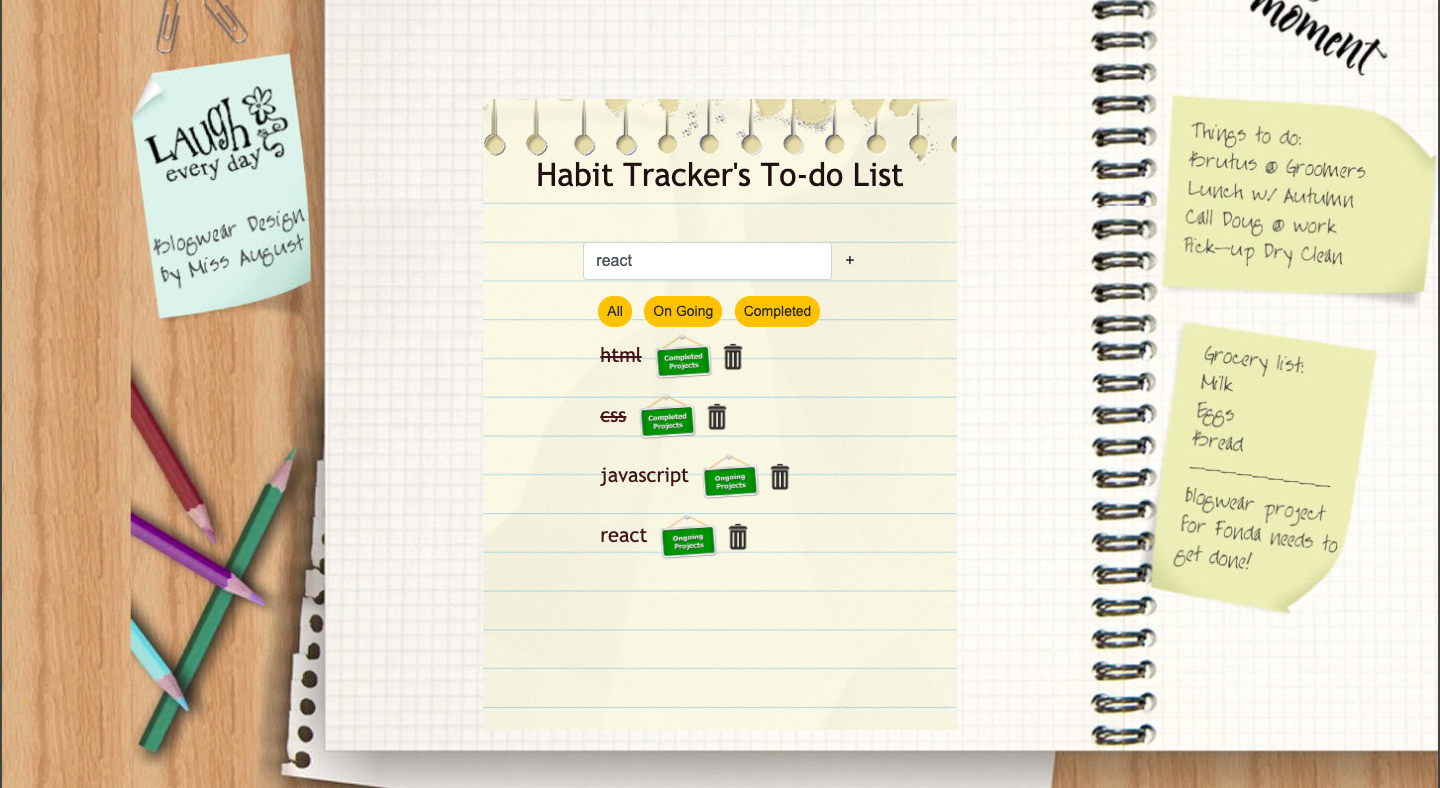 LAUGH
every day
Blogwear Design
by Miss August
Habit Tracker's To-do List
react
+
All
On Going
Completed
html
Completed
Projects
css
Completed
Projects
javascript
Ongoing
Projects
react
Ongoing
Projects
moment
Things to do:
Brutus @ Groomers
Lunch w/ Autumn
Call Doug @ work
Pick-up Dry Clean
Grocery list:
Milk
Eggs
Bread
blogwear project
for Fonda needs to
get done!